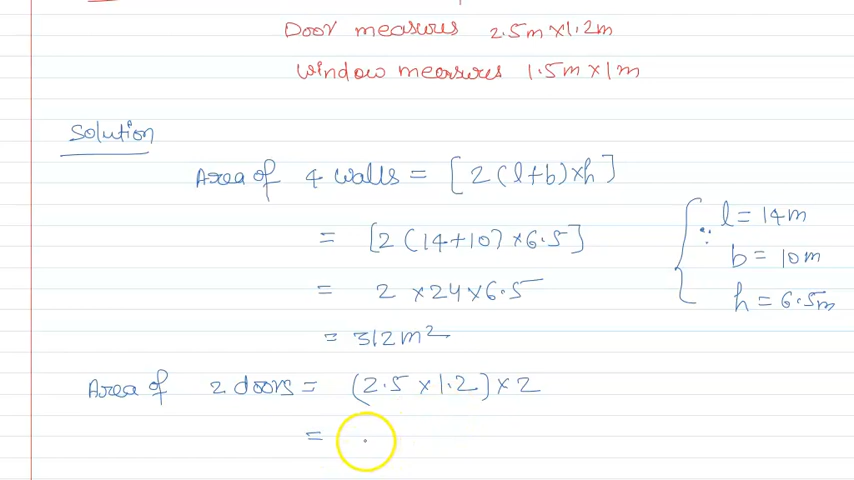 Door measures 2.5m×1.2m
Window measures 1.5m×1m
Solution
Area of 4 walls = [2(l+b)×h]
= [2(14+10)×6.5]
= 2×24×6.5
= 312m²
∵ l = 14m
b = 10m
h = 6.5m
Area of 2 doors = (2.5×1.2)×2
=